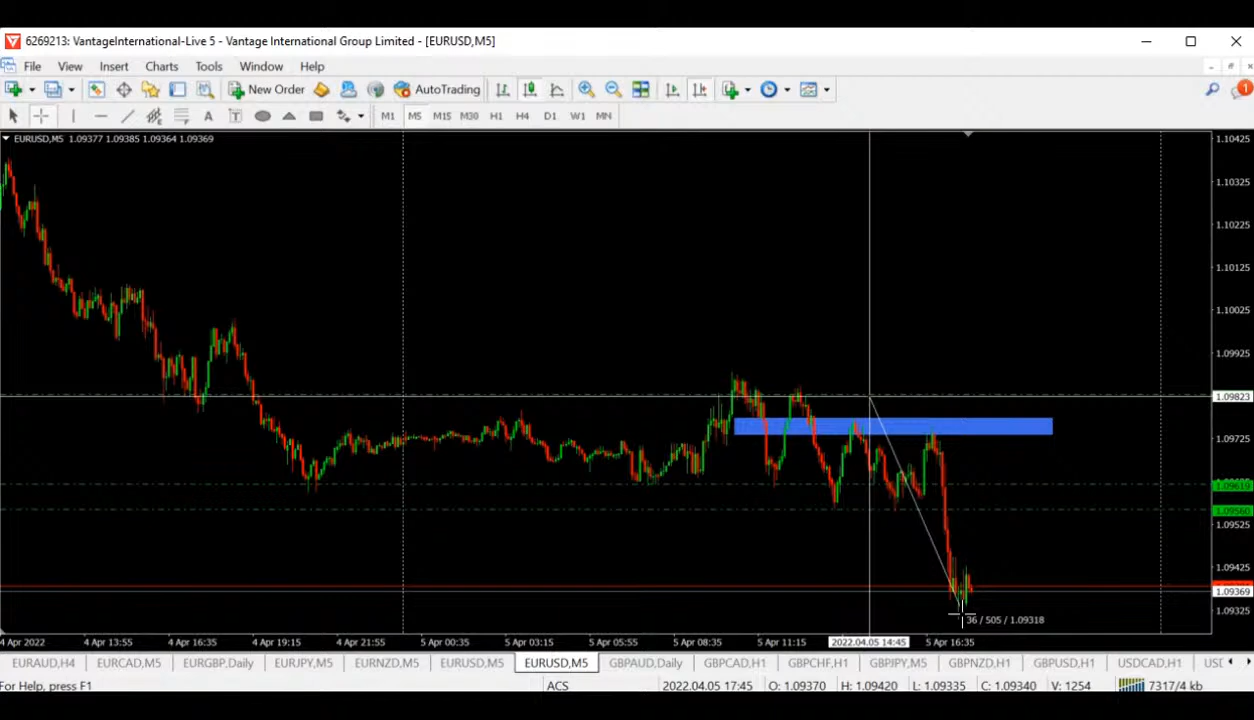 6269213: VantageInternational-Live 5 - Vantage International Group Limited - [EURUSD,M5]
File View Insert Charts Tools Window Help
New Order AutoTrading 1
A T M1 M5 M15 M30 H1 H4 D1 W1 MN
EURUSD,M5 1.09377 1.09385 1.09364 1.09369
1.10425
1.10325
1.10225
1.10125
1.10025
1.09925
1.09823
1.09725
1.09619
1.09560
1.09525
1.09425
1.09369
1.09325
36 / 505 / 1.09318
4 Apr 2022 4 Apr 13:55 4 Apr 16:35 4 Apr 19:15 5 Apr 00:35 5 Apr 02:55 5 Apr 05:55 5 Apr 08:35 5 Apr 11:15 2022.04.05 14:45 5 Apr 16:35
EURAUD,H4 EURCAD,M5 EURGBP,Daily EURJPY,M5 EURNZD,M5 EURUSD,M5 EURUSD,M5 GBPAUD,Daily GBPCAD,H1 GBPCHF,H1 GBPJPY,M5 GBPNZD,H1 GBPUSD,H1 USDCAD,H1 USD
For Help, press F1 ACS 2022.04.05 17:45 O: 1.09370 H: 1.09420 L: 1.09335 C: 1.09340 V: 1254 7317/4 kb